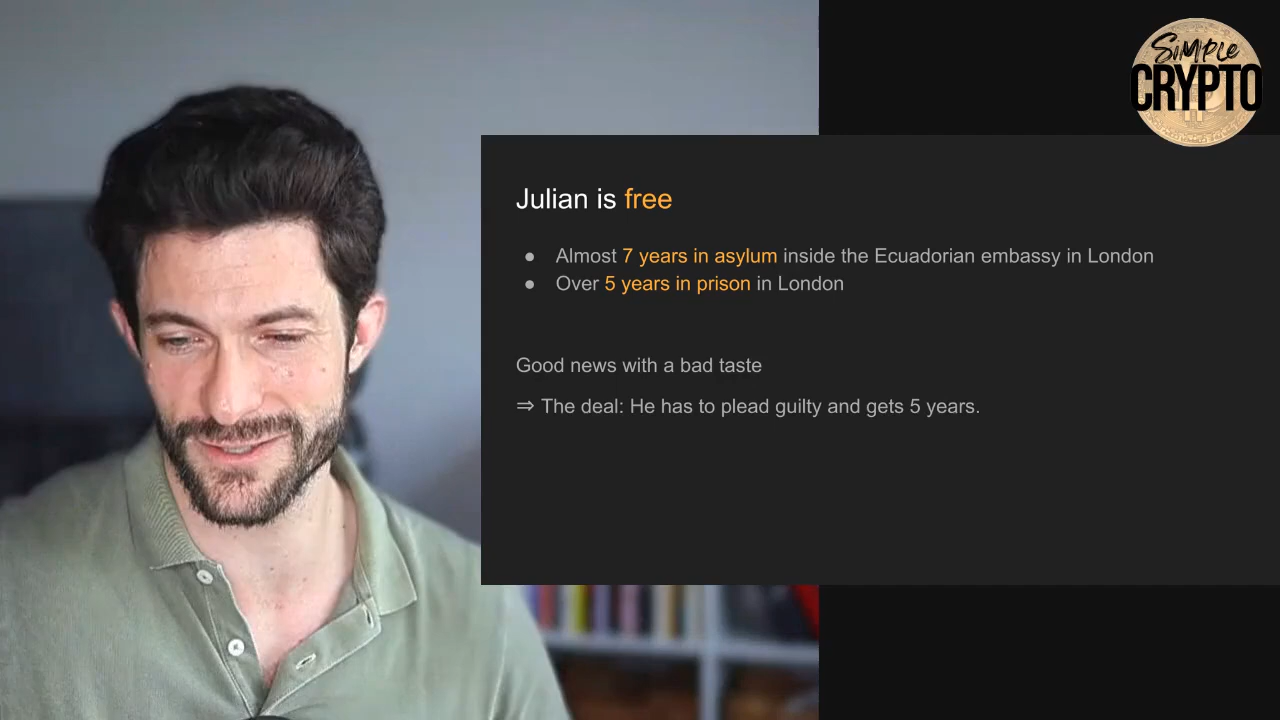 Simple
CRYPTO
Julian is free
● Almost 7 years in asylum inside the Ecuadorian embassy in London
● Over 5 years in prison in London
Good news with a bad taste
⇒ The deal: He has to plead guilty and gets 5 years.